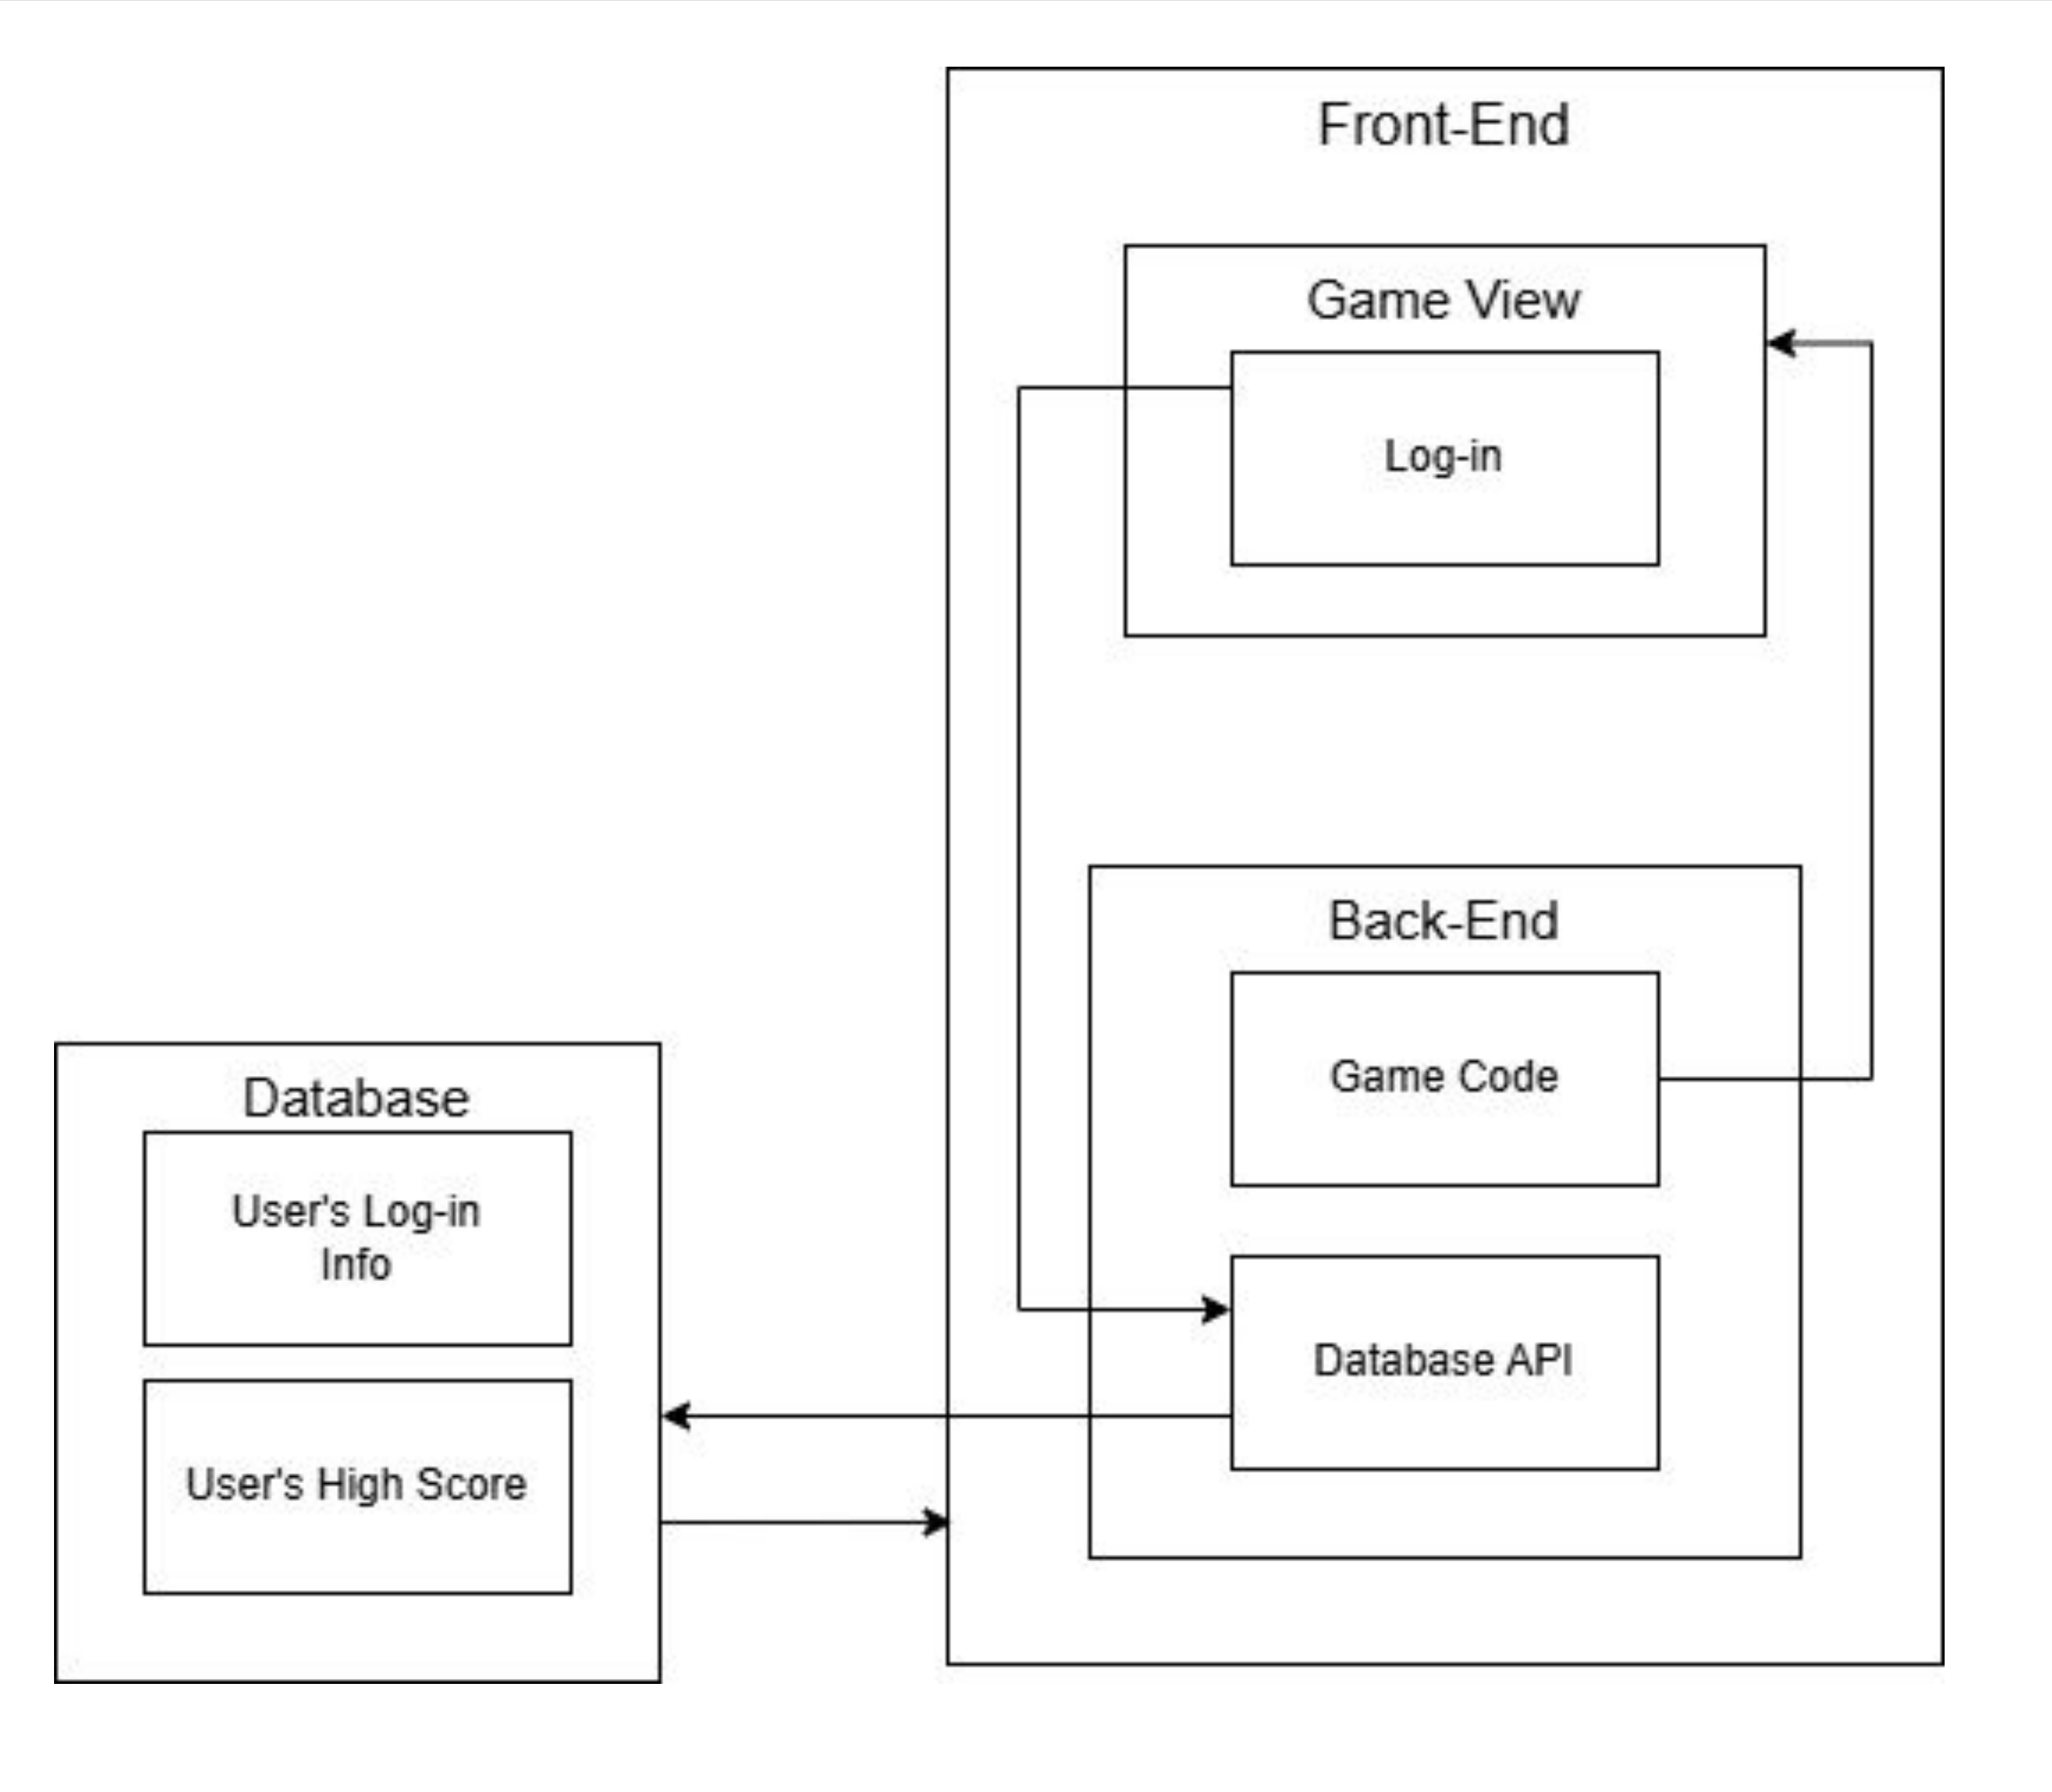 Front-End
Game View
Log-in
Back-End
Game Code
Database API
Database
User's Log-in
Info
User's High Score